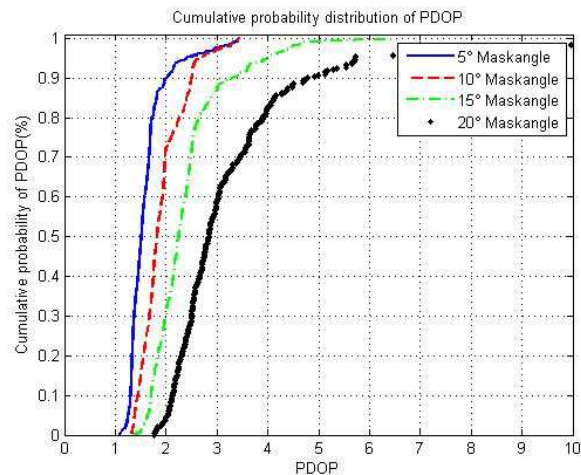 Cumulative probability distribution of PDOP
Cumulative probability of PDOP(%)
1
0.9
0.8
0.7
0.6
0.5
0.4
0.3
0.2
0.1
0
0 1 2 3 4 5 6 7 8 9 10
PDOP
5° Maskangle
10° Maskangle
15° Maskangle
20° Maskangle